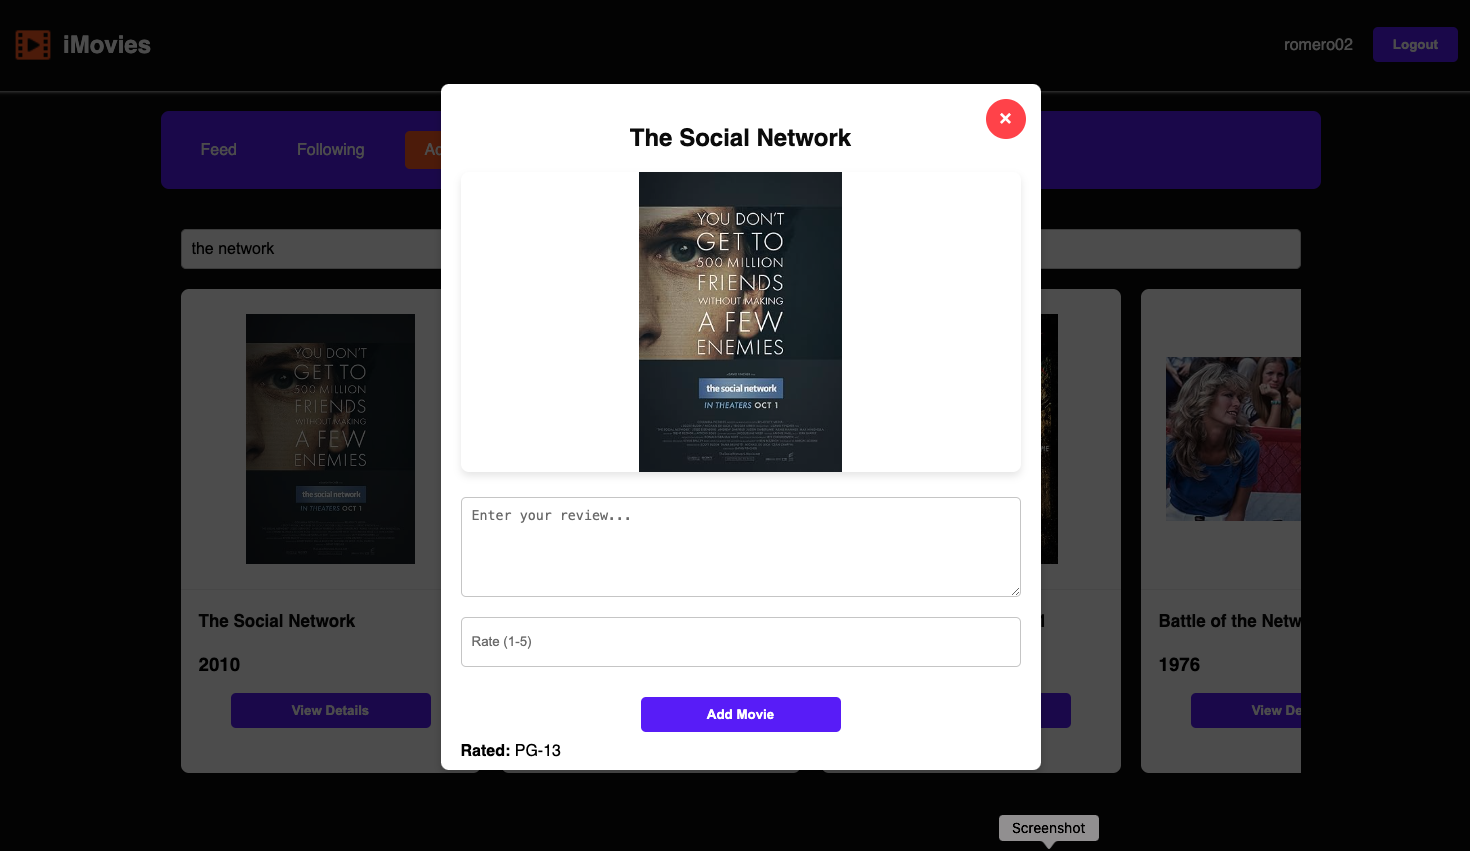 iMovies
romero02
Logout
Feed
Following
the network
The Social Network
YOU DON'T
GET TO
500 MILLION
FRIENDS
WITHOUT MAKING
A FEW
ENEMIES
the social network
IN THEATERS OCT 1
Enter your review...
Rate (1-5)
Add Movie
Rated: PG-13
YOU DON'T
GET TO
500 MILLION
FRIENDS
WITHOUT MAKING
A FEW
ENEMIES
the social network
IN THEATERS OCT 1
The Social Network
2010
View Details
Battle of the Netw
1976
View De
Screenshot